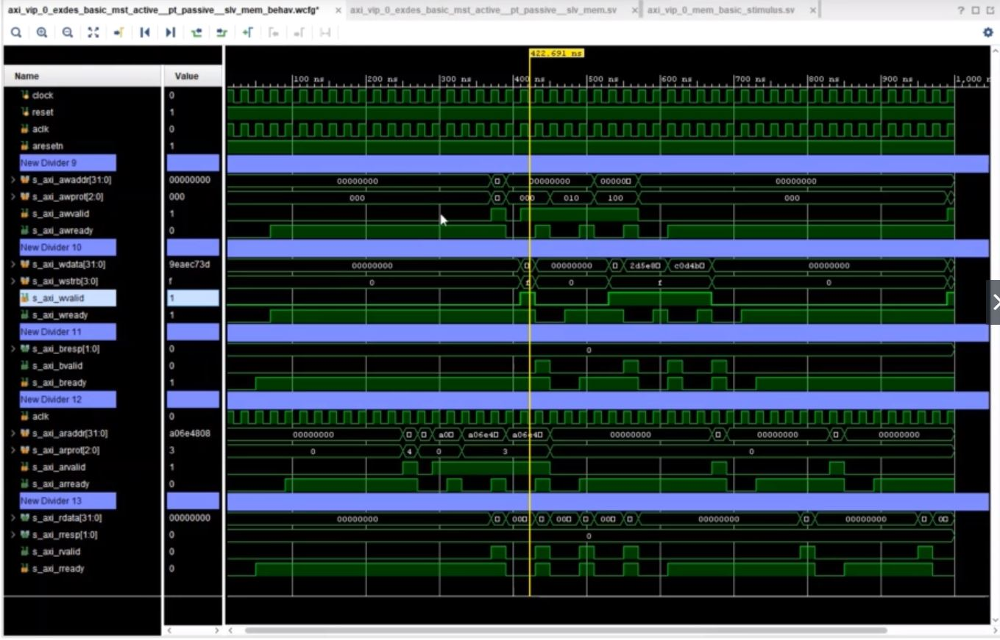 axi_vip_0_exdes_basic_mst_active__pt_passive__slv_mem_behav.wcfg* × axi_vip_0_exdes_basic_mst_active__pt_passive__slv_mem.sv × axi_vip_0_mem_basic_stimulus.sv × ?
422.691 ns
Name Value 100 ns 200 ns 300 ns 400 ns 500 ns 600 ns 700 ns 800 ns 900 ns 1,000
clock 0
reset 1
aclk 0
aresetn 1
New Divider 9
s_axi_awaddr[31:0] 00000000 00000000 00000000 00000 00000000
s_axi_awprot[2:0] 000 000 000 010 100 000
s_axi_awvalid 1
s_axi_awready 0
New Divider 10
s_axi_wdata[31:0] 9eaec73d 00000000 00000000 2d5e8 c0d4b 00000000
s_axi_wstrb[3:0] f 0 f 0 f 0
s_axi_wvalid 1
s_axi_wready 1
New Divider 11
s_axi_bresp[1:0] 0 0
s_axi_bvalid 0
s_axi_bready 1
New Divider 12
aclk 0
s_axi_araddr[31:0] a06e4808 00000000 a0 a06e4 a06e4 00000000 00000000 00000000
s_axi_arprot[2:0] 3 0 4 0 3 0
s_axi_arvalid 1
s_axi_arready 0
New Divider 13
s_axi_rdata[31:0] 00000000 00000000 00 00 00 00000000 00000000 0
s_axi_rresp[1:0] 0 0
s_axi_rvalid 0
s_axi_rready 0